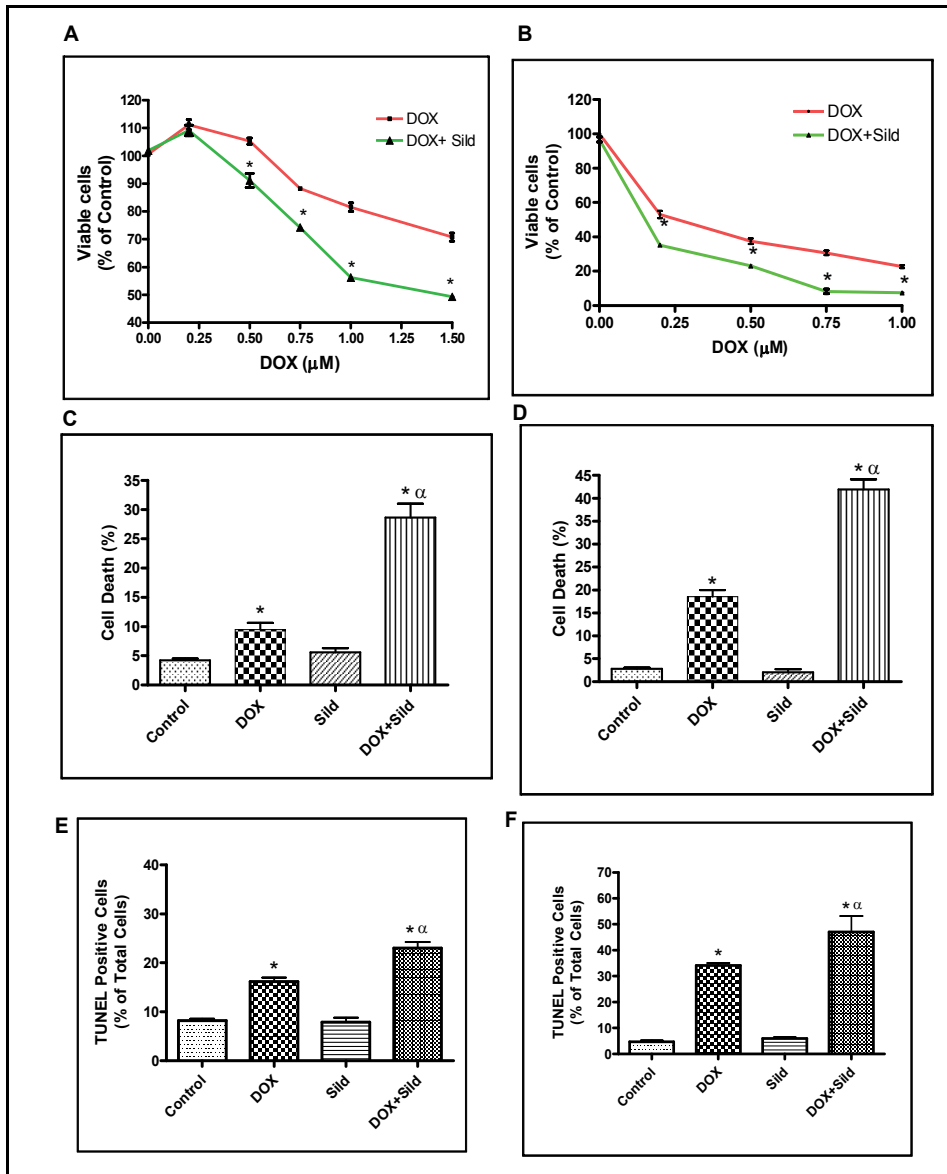 A
120
110
100
90
80
70
60
50
40
Viable cells
(% of Control)
DOX
DOX+ Sild
*
*
*
*
0.00 0.25 0.50 0.75 1.00 1.25 1.50
DOX (μM)
B
120
100
80
60
40
20
0
Viable cells
(% of Control)
DOX
DOX+Sild
*
*
*
*
0.00 0.25 0.50 0.75 1.00
DOX (μM)
C
35
30
25
20
15
10
5
0
Cell Death (%)
*
* α
Control DOX Sild DOX+Sild
D
45
40
35
30
25
20
15
10
5
0
Cell Death (%)
*
* α
Control DOX Sild DOX+Sild
E
40
30
20
10
0
TUNEL Positive Cells
(% of Total Cells)
*
* α
Control DOX Sild DOX+Sild
F
70
60
50
40
30
20
10
0
TUNEL Positive Cells
(% of Total Cells)
*
* α
Control DOX Sild DOX+Sild